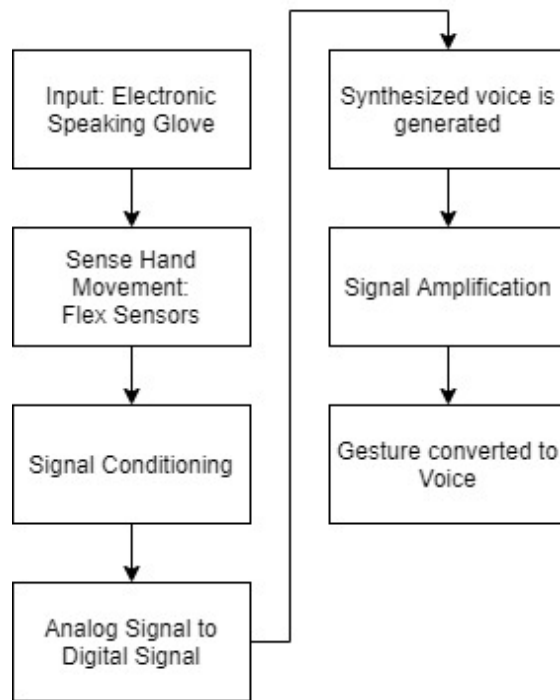 Input: Electronic
Speaking Glove
Sense Hand
Movement:
Flex Sensors
Signal Conditioning
Analog Signal to
Digital Signal
Synthesized voice is
generated
Signal Amplification
Gesture converted to
Voice